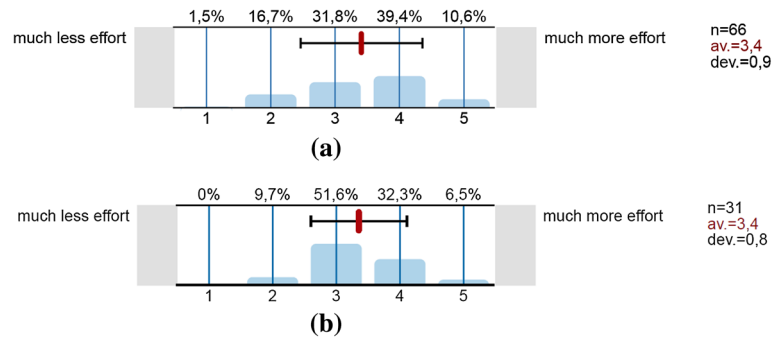 1,5% 16,7% 31,8% 39,4% 10,6%
much less effort
much more effort
n=66
av.=3,4
dev.=0,9
1 2 3 4 5
(a)
0% 9,7% 51,6% 32,3% 6,5%
much less effort
much more effort
n=31
av.=3,4
dev.=0,8
1 2 3 4 5
(b)